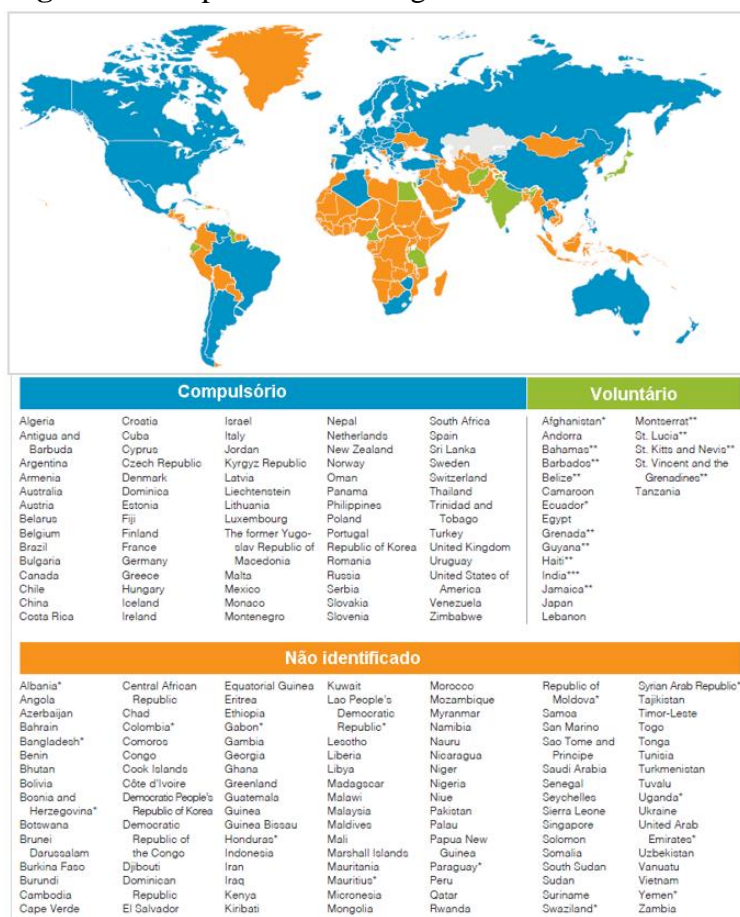 Compulsório
Algeria
Antigua and
Barbuda
Argentina
Armenia
Australia
Austria
Belarus
Belgium
Brazil
Bulgaria
Canada
Chile
China
Costa Rica
Croatia
Cuba
Cyprus
Czech Republic
Denmark
Dominica
Estonia
Fiji
Finland
France
Germany
Greece
Hungary
Iceland
Ireland
Israel
Italy
Jordan
Kyrgyz Republic
Latvia
Liechtenstein
Lithuania
Luxembourg
The former Yugo-
slav Republic of
Macedonia
Malta
Mexico
Monaco
Montenegro
Nepal
Netherlands
New Zealand
Norway
Oman
Panama
Philippines
Poland
Portugal
Republic of Korea
Romania
Russia
Serbia
Slovakia
Slovenia
South Africa
Spain
Sri Lanka
Sweden
Switzerland
Thailand
Trinidad and
Tobago
Turkey
United Kingdom
Uruguay
United States of
America
Venezuela
Zimbabwe
Voluntário
Afghanistan*
Andorra
Bahamas**
Barbados**
Belize**
Camaroon
Ecuador*
Egypt
Grenada**
Guyana**
Haiti**
India***
Jamaica**
Japan
Lebanon
Montserrat**
St. Lucia**
St. Kitts and Nevis**
St. Vincent and the
Grenadines**
Tanzania
Não identificado
Albania*
Angola
Azerbaijan
Bahrain
Bangladesh*
Benin
Bhutan
Bolivia
Bosnia and
Herzegovina*
Botswana
Brunei
Darussalam
Burkina Faso
Burundi
Cambodia
Cape Verde
Central African
Republic
Chad
Colombia*
Comoros
Congo
Cook Islands
Côte d'Ivoire
Democratic People's
Republic of Korea
Democratic
Republic of
the Congo
Djibouti
Dominican
Republic
El Salvador
Equatorial Guinea
Eritrea
Ethiopia
Gabon*
Gambia
Georgia
Ghana
Greenland
Guatemala
Guinea
Guinea Bissau
Honduras*
Indonesia
Iran
Iraq
Kenya
Kiribati
Kuwait
Lao People's
Democratic
Republic*
Lesotho
Liberia
Libya
Madagscar
Malawi
Malaysia
Maldives
Mali
Marshall Islands
Mauritania
Mauritius*
Micronesia
Mongolia
Morocco
Mozambique
Myranmar
Namibia
Nauru
Nicaragua
Niger
Nigeria
Niue
Pakistan
Palau
Papua New
Guinea
Paraguay*
Peru
Qatar
Rwanda
Republic of
Moldova*
Samoa
San Marino
Sao Tome and
Principe
Saudi Arabia
Senegal
Seychelles
Sierra Leone
Singapore
Solomon
Somalia
South Sudan
Sudan
Suriname
Swaziland*
Syrian Arab Republic*
Tajikistan
Timor-Leste
Togo
Tonga
Tunisia
Turkmenistan
Tuvalu
Uganda*
Ukraine
United Arab
Emirates*
Uzbekistan
Vanuatu
Vietnam
Yemen*
Zambia